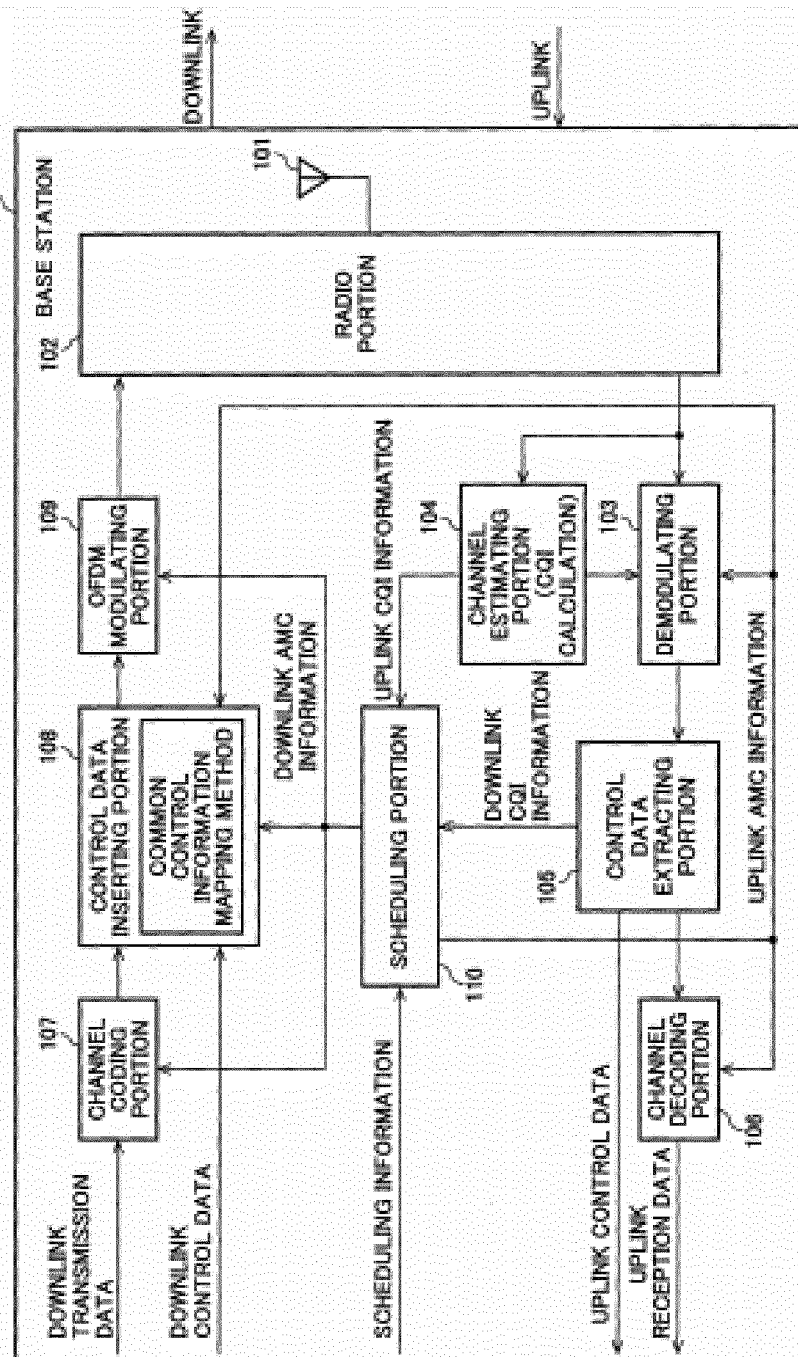 DOWNLINK
UPLINK
BASE STATION
101
102
RADIO
PORTION
109
OFDM
MODULATING
PORTION
108
CONTROL DATA
INSERTING PORTION
COMMON
CONTROL
INFORMATION
MAPPING METHOD
107
CHANNEL
CODING
PORTION
DOWNLINK
TRANSMISSION
DATA
DOWNLINK
CONTROL DATA
DOWNLINK AMC
INFORMATION
UPLINK CQI INFORMATION
104
CHANNEL
ESTIMATING
PORTION
(CQI
CALCULATION)
103
DEMODULATING
PORTION
SCHEDULING PORTION
110
SCHEDULING INFORMATION
DOWNLINK
CQI
INFORMATION
105
CONTROL
DATA
EXTRACTING
PORTION
UPLINK AMC INFORMATION
CHANNEL
DECODING
PORTION
106
UPLINK CONTROL DATA
UPLINK
RECEPTION DATA